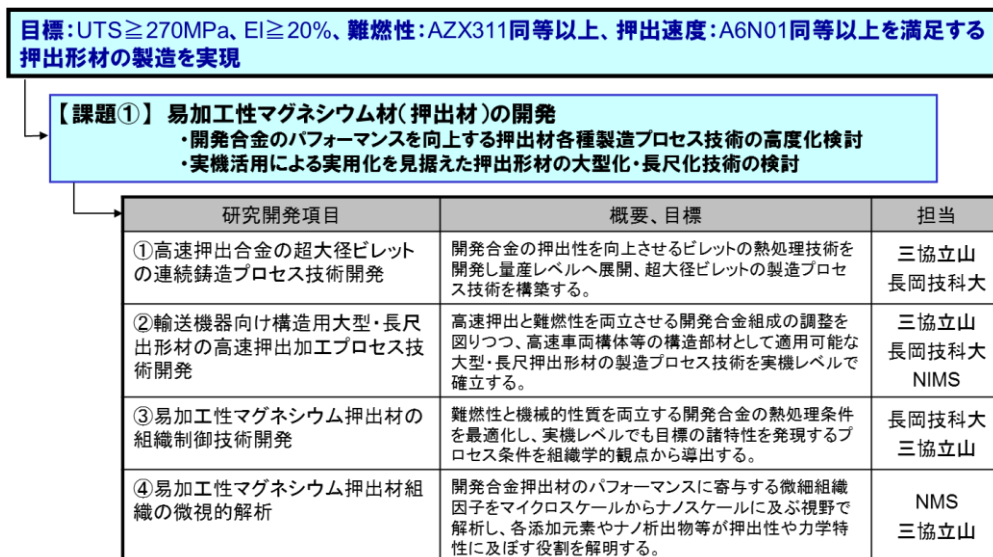 目標:UTS≧270MPa、El≧20%、難燃性:AZX311同等以上、押出速度:A6N01同等以上を満足する
押出形材の製造を実現
【課題①】 易加工性マグネシウム材(押出材)の開発
・開発合金のパフォーマンスを向上する押出材各種製造プロセス技術の高度化検討
・実機活用による実用化を見据えた押出形材の大型化・長尺化技術の検討
研究開発項目
概要、目標
担当
①高速押出合金の超大径ビレット
の連続鋳造プロセス技術開発
開発合金の押出性を向上させるビレットの熱処理技術を
開発し量産レベルへ展開、超大径ビレットの製造プロセ
ス技術を構築する。
三協立山
長岡技科大
②輸送機器向け構造用大型・長尺
出形材の高速押出加工プロセス技
術開発
高速押出と難燃性を両立させる開発合金組成の調整を
図りつつ、高速車両構体等の構造部材として適用可能な
大型・長尺押出形材の製造プロセス技術を実機レベルで
確立する。
三協立山
長岡技科大
NIMS
③易加工性マグネシウム押出材の
組織制御技術開発
難燃性と機械的性質を両立する開発合金の熱処理条件
を最適化し、実機レベルでも目標の諸特性を発現するプ
ロセス条件を組織学的観点から導出する。
長岡技科大
三協立山
④易加工性マグネシウム押出材組
織の微視的解析
開発合金押出材のパフォーマンスに寄与する微細組織
因子をマイクロスケールからナノスケールに及ぶ視野で
解析し、各添加元素やナノ析出物等が押出性や力学特
性に及ぼす役割を解明する。
NMS
三協立山